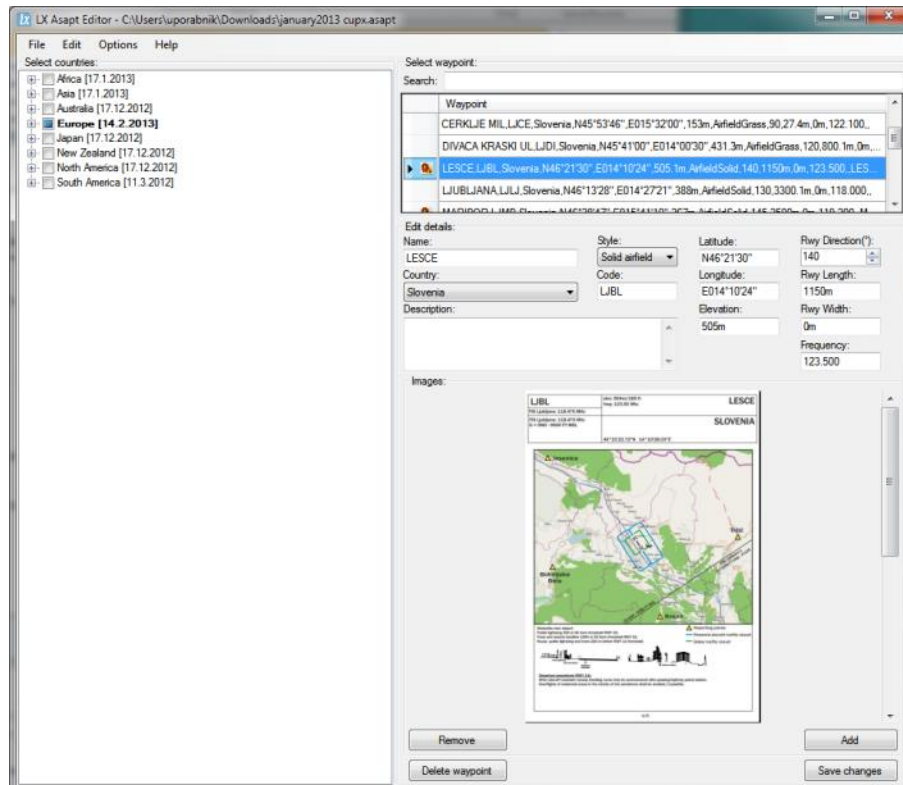 LX Asapt Editor - C:\Users\uporabnik\Downloads\january2013 cupx.asapt
File Edit Options Help
Select countries:
Africa [17.1.2013]
Asia [17.1.2013]
Australia [17.12.2012]
Europe [14.2.2013]
Japan [17.12.2012]
New Zealand [17.12.2012]
North America [17.12.2012]
South America [11.3.2012]
Select waypoint:
Search:
Waypoint
CERKLJE MIL,LJCE,Slovenia,N45°53'46",E015°32'00",153m,AirfieldGrass,90,27.4m,0m,122.100,,
DIVACA KRASKI UL,LJDI,Slovenia,N45°41'00",E014°00'30",431.3m,AirfieldGrass,120,800.1m,0m,...
LESCE,LJBL,Slovenia,N46°21'30",E014°10'24",505.1m,AirfieldSolid,140,1150m,0m,123.500,,LES...
LJUBLJANA,LJLJ,Slovenia,N46°13'28",E014°27'21",388m,AirfieldSolid,130,3300.1m,0m,118.000,,
Edit details:
Name: Style: Latitude: Rwy Direction(°):
LESCE Solid airfield N46°21'30" 140
Country: Code: Longitude: Rwy Length:
Slovenia LJBL E014°10'24" 1150m
Description: Elevation: Rwy Width:
505m 0m
Frequency:
123.500
Images:
LJBL LESCE
SLOVENIA
Jesenice
Bled
Remove Add
Delete waypoint Save changes